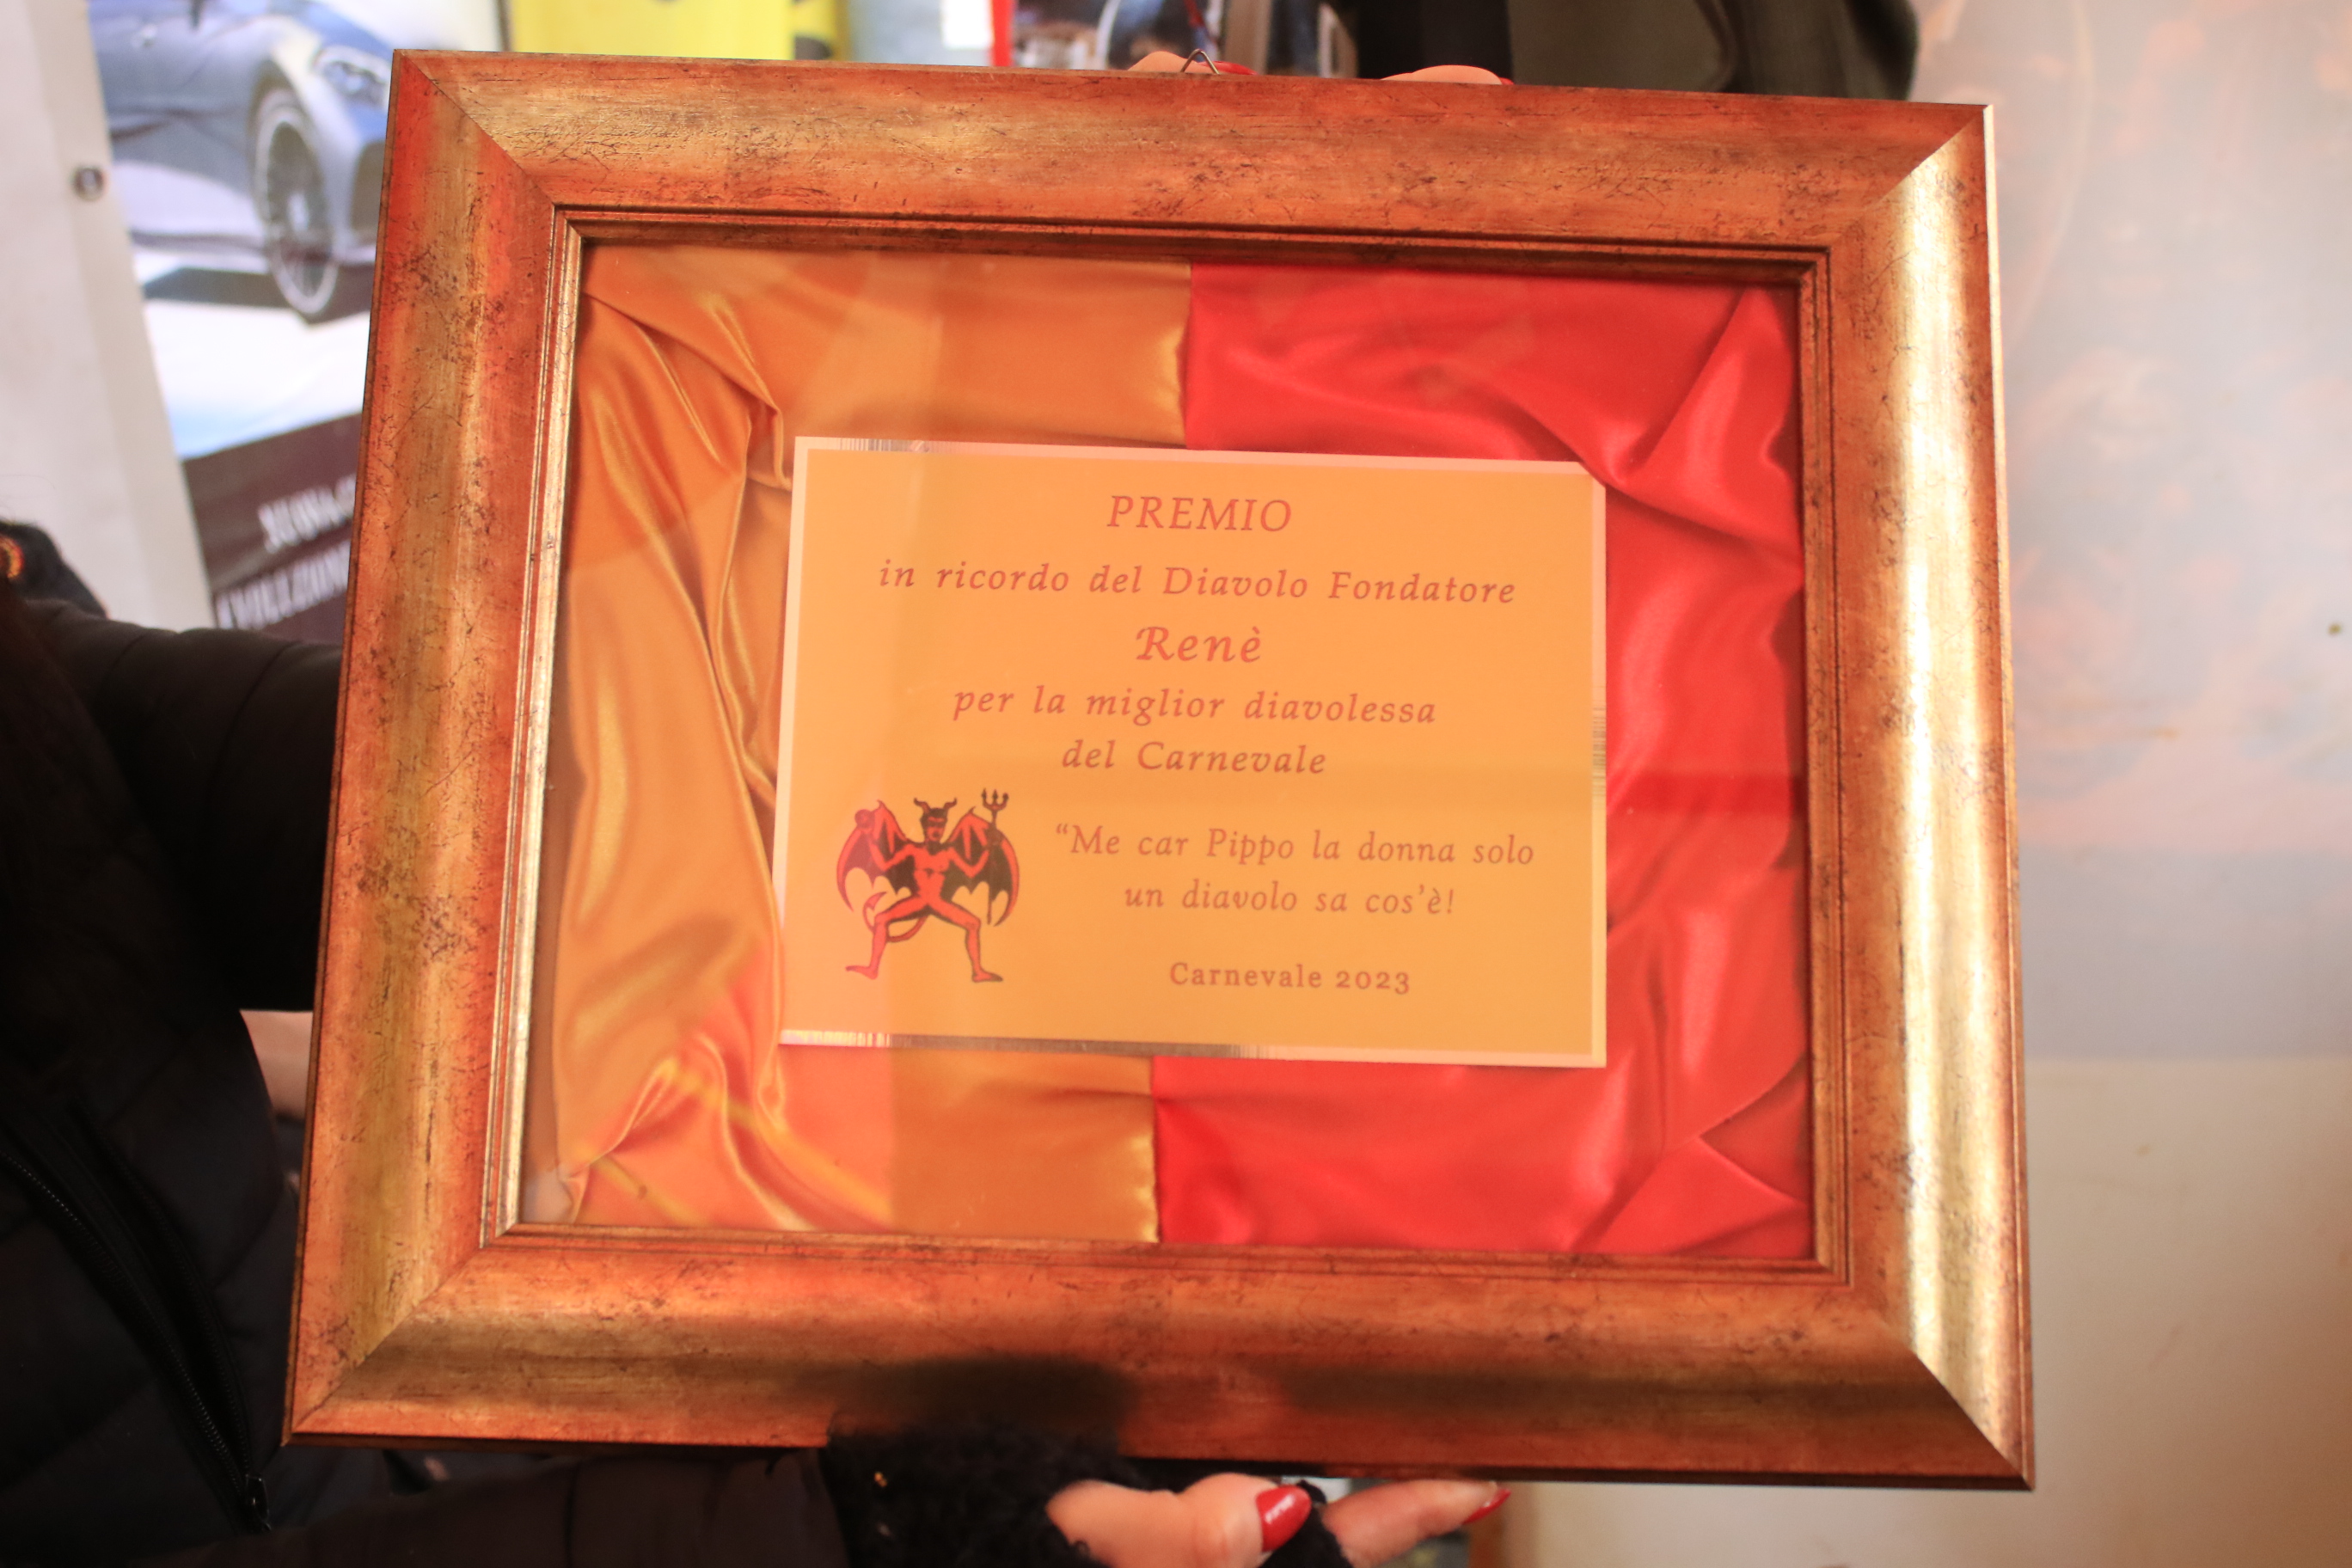 PREMIO
in ricordo del Diavolo Fondatore
Renè
per la miglior diavolessa
del Carnevale
“Me car Pippo la donna solo
un diavolo sa cos’è!
Carnevale 2023